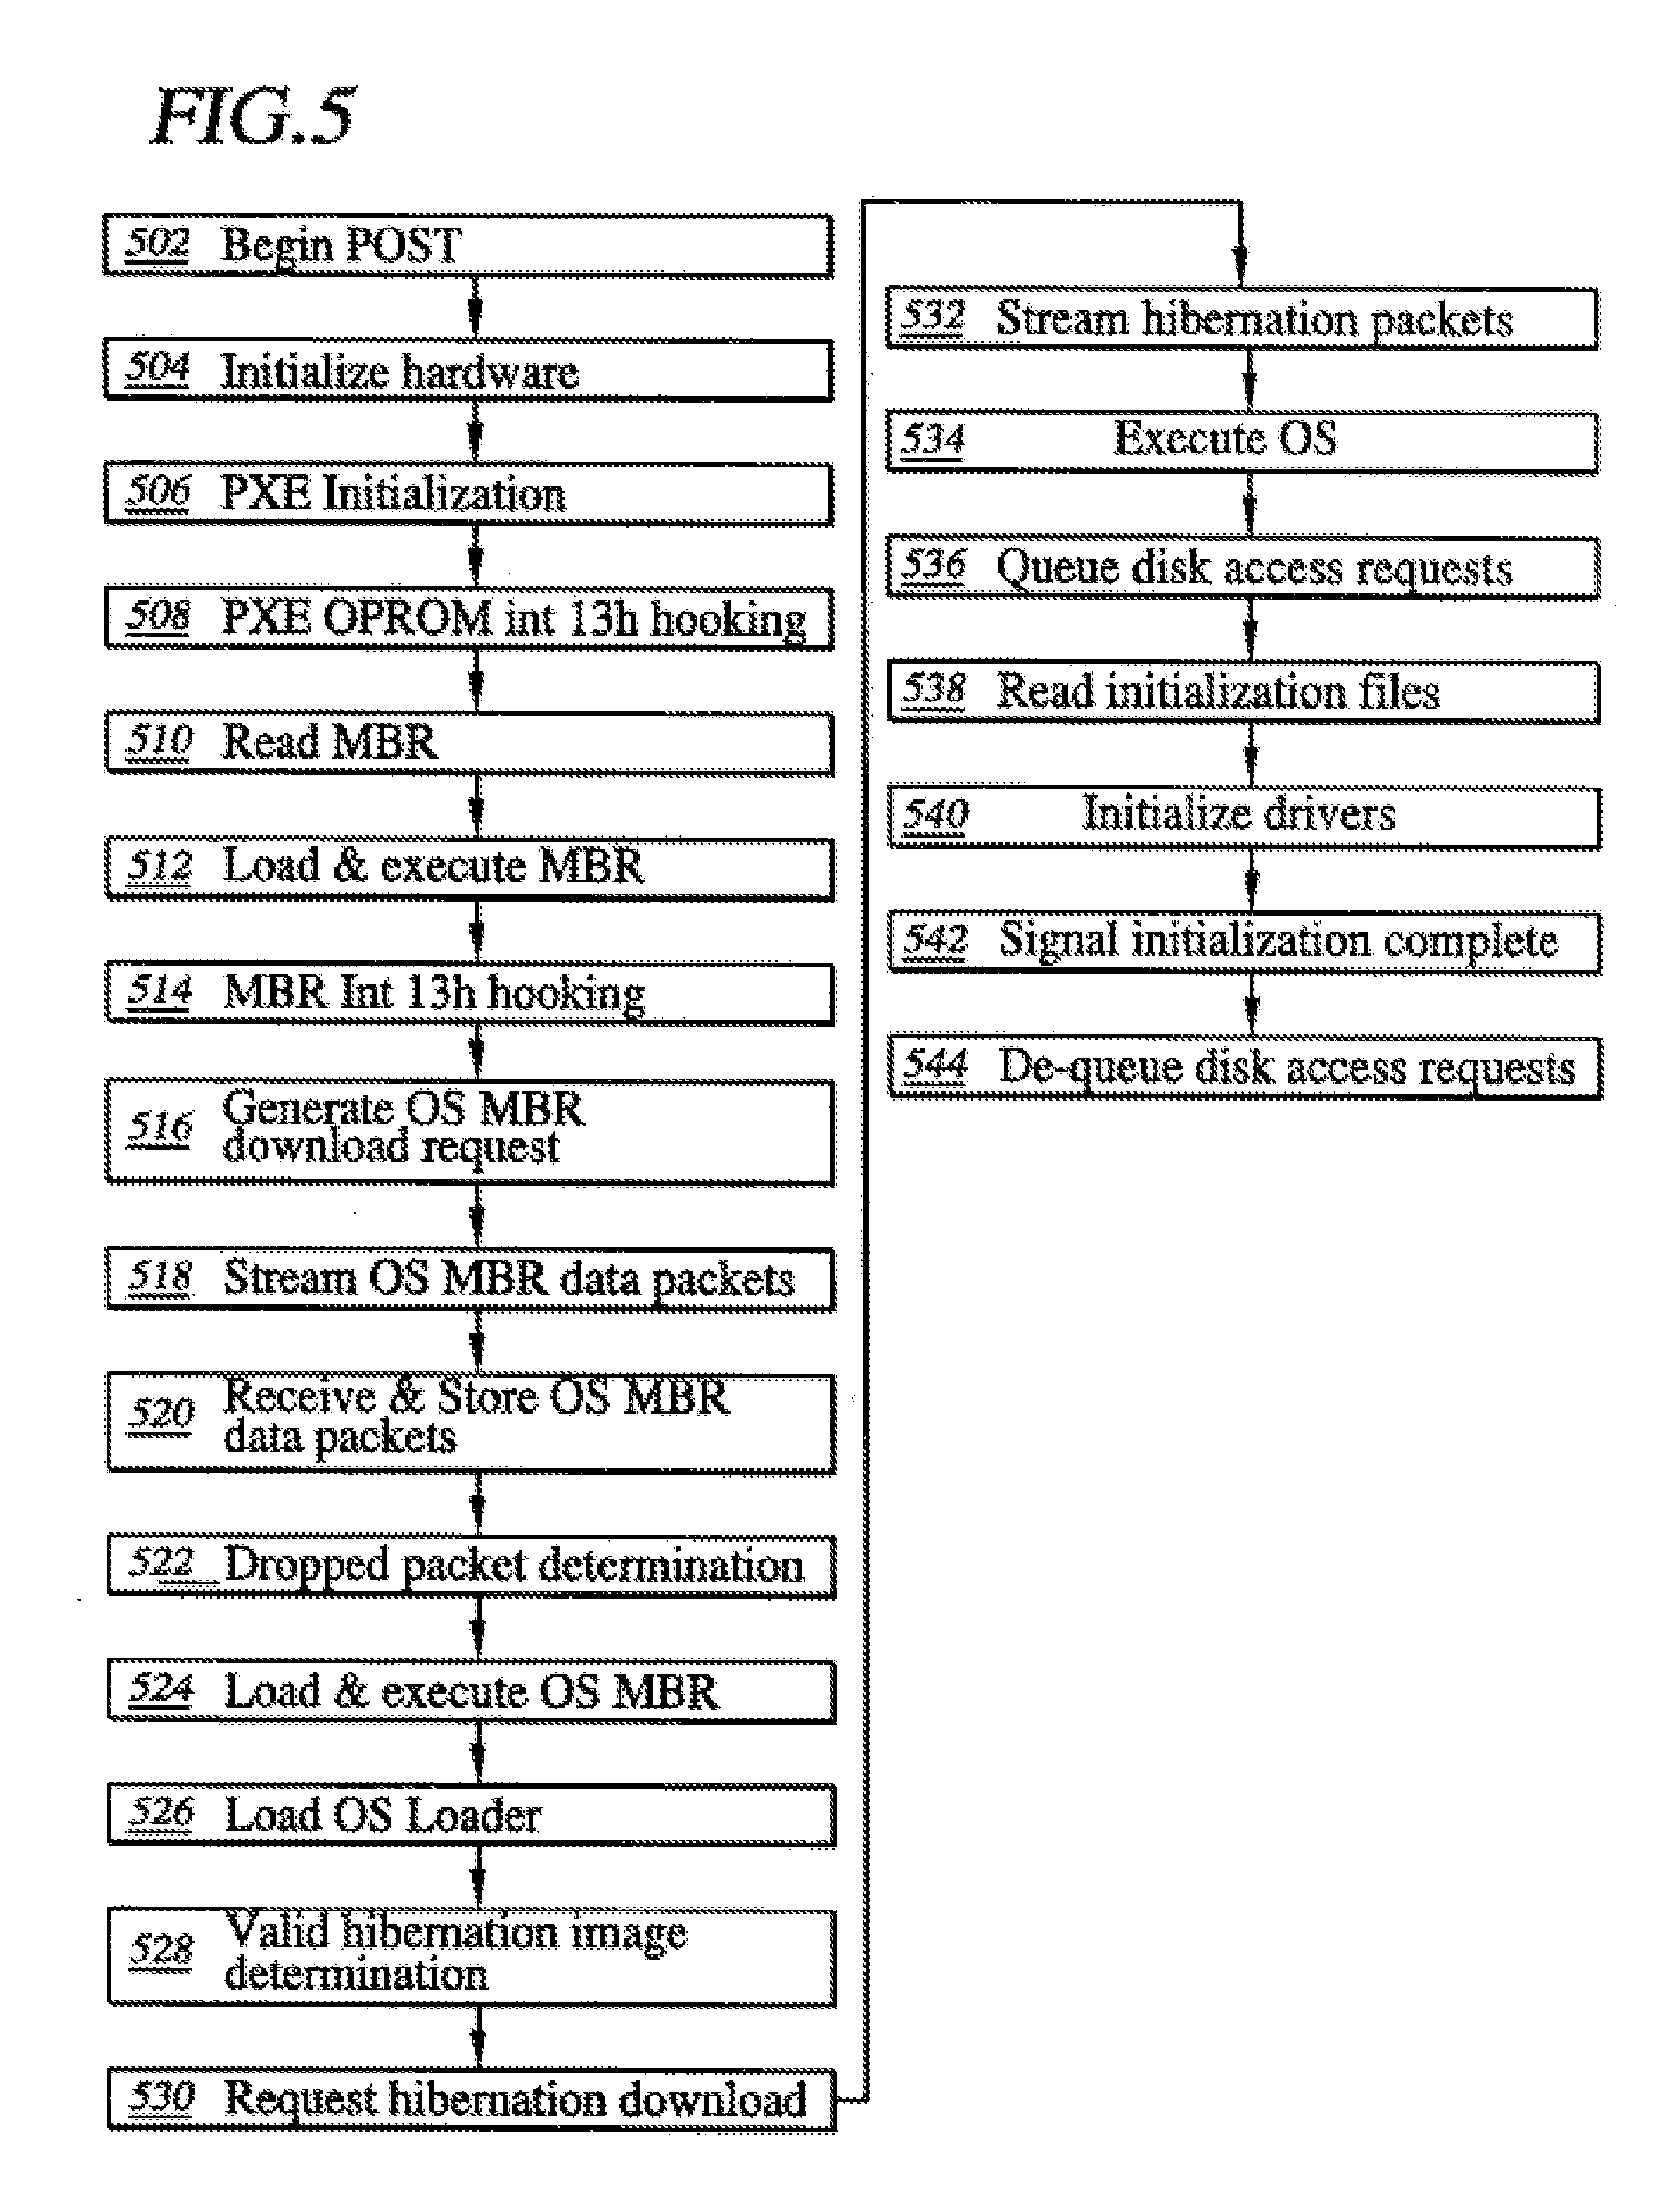 FIG.5
502 Begin POST
504 Initialize hardware
506 PXE Initialization
508 PXE OPROM int 13h hooking
510 Read MBR
512 Load & execute MBR
514 MBR Int 13h hooking
516 Generate OS MBR
download request
518 Stream OS MBR data packets
520 Receive & Store OS MBR
data packets
522 Dropped packet determination
524 Load & execute OS MBR
526 Load OS Loader
528 Valid hibernation image
determination
530 Request hibernation download
532 Stream hibernation packets
534 Execute OS
536 Queue disk access requests
538 Read initialization files
540 Initialize drivers
542 Signal initialization complete
544 De-queue disk access requests